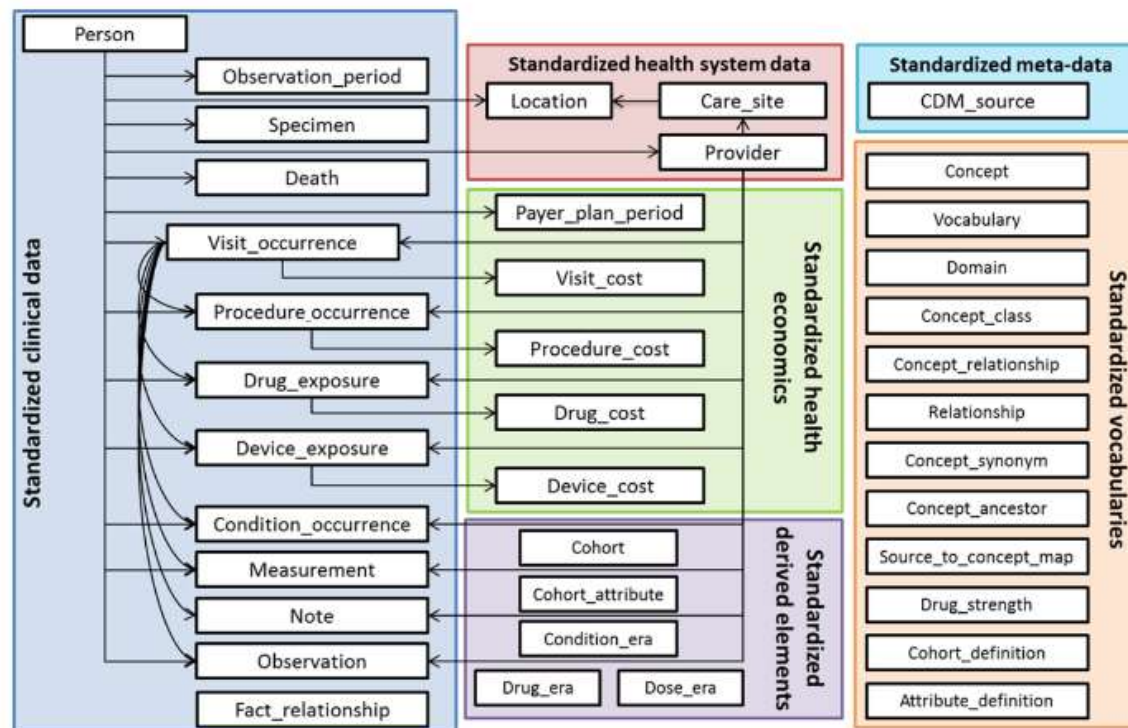 Person
Observation_period
Specimen
Death
Visit_occurrence
Procedure_occurrence
Drug_exposure
Device_exposure
Condition_occurrence
Measurement
Note
Observation
Fact_relationship
Standardized clinical data
Standardized health system data
Location
Care_site
Provider
Payer_plan_period
Visit_cost
Procedure_cost
Drug_cost
Device_cost
Standardized health
economics
Cohort
Cohort_attribute
Condition_era
Drug_era
Dose_era
Standardized
derived elements
Standardized meta-data
CDM_source
Concept
Vocabulary
Domain
Concept_class
Concept_relationship
Relationship
Concept_synonym
Concept_ancestor
Source_to_concept_map
Drug_strength
Cohort_definition
Attribute_definition
Standardized vocabularies